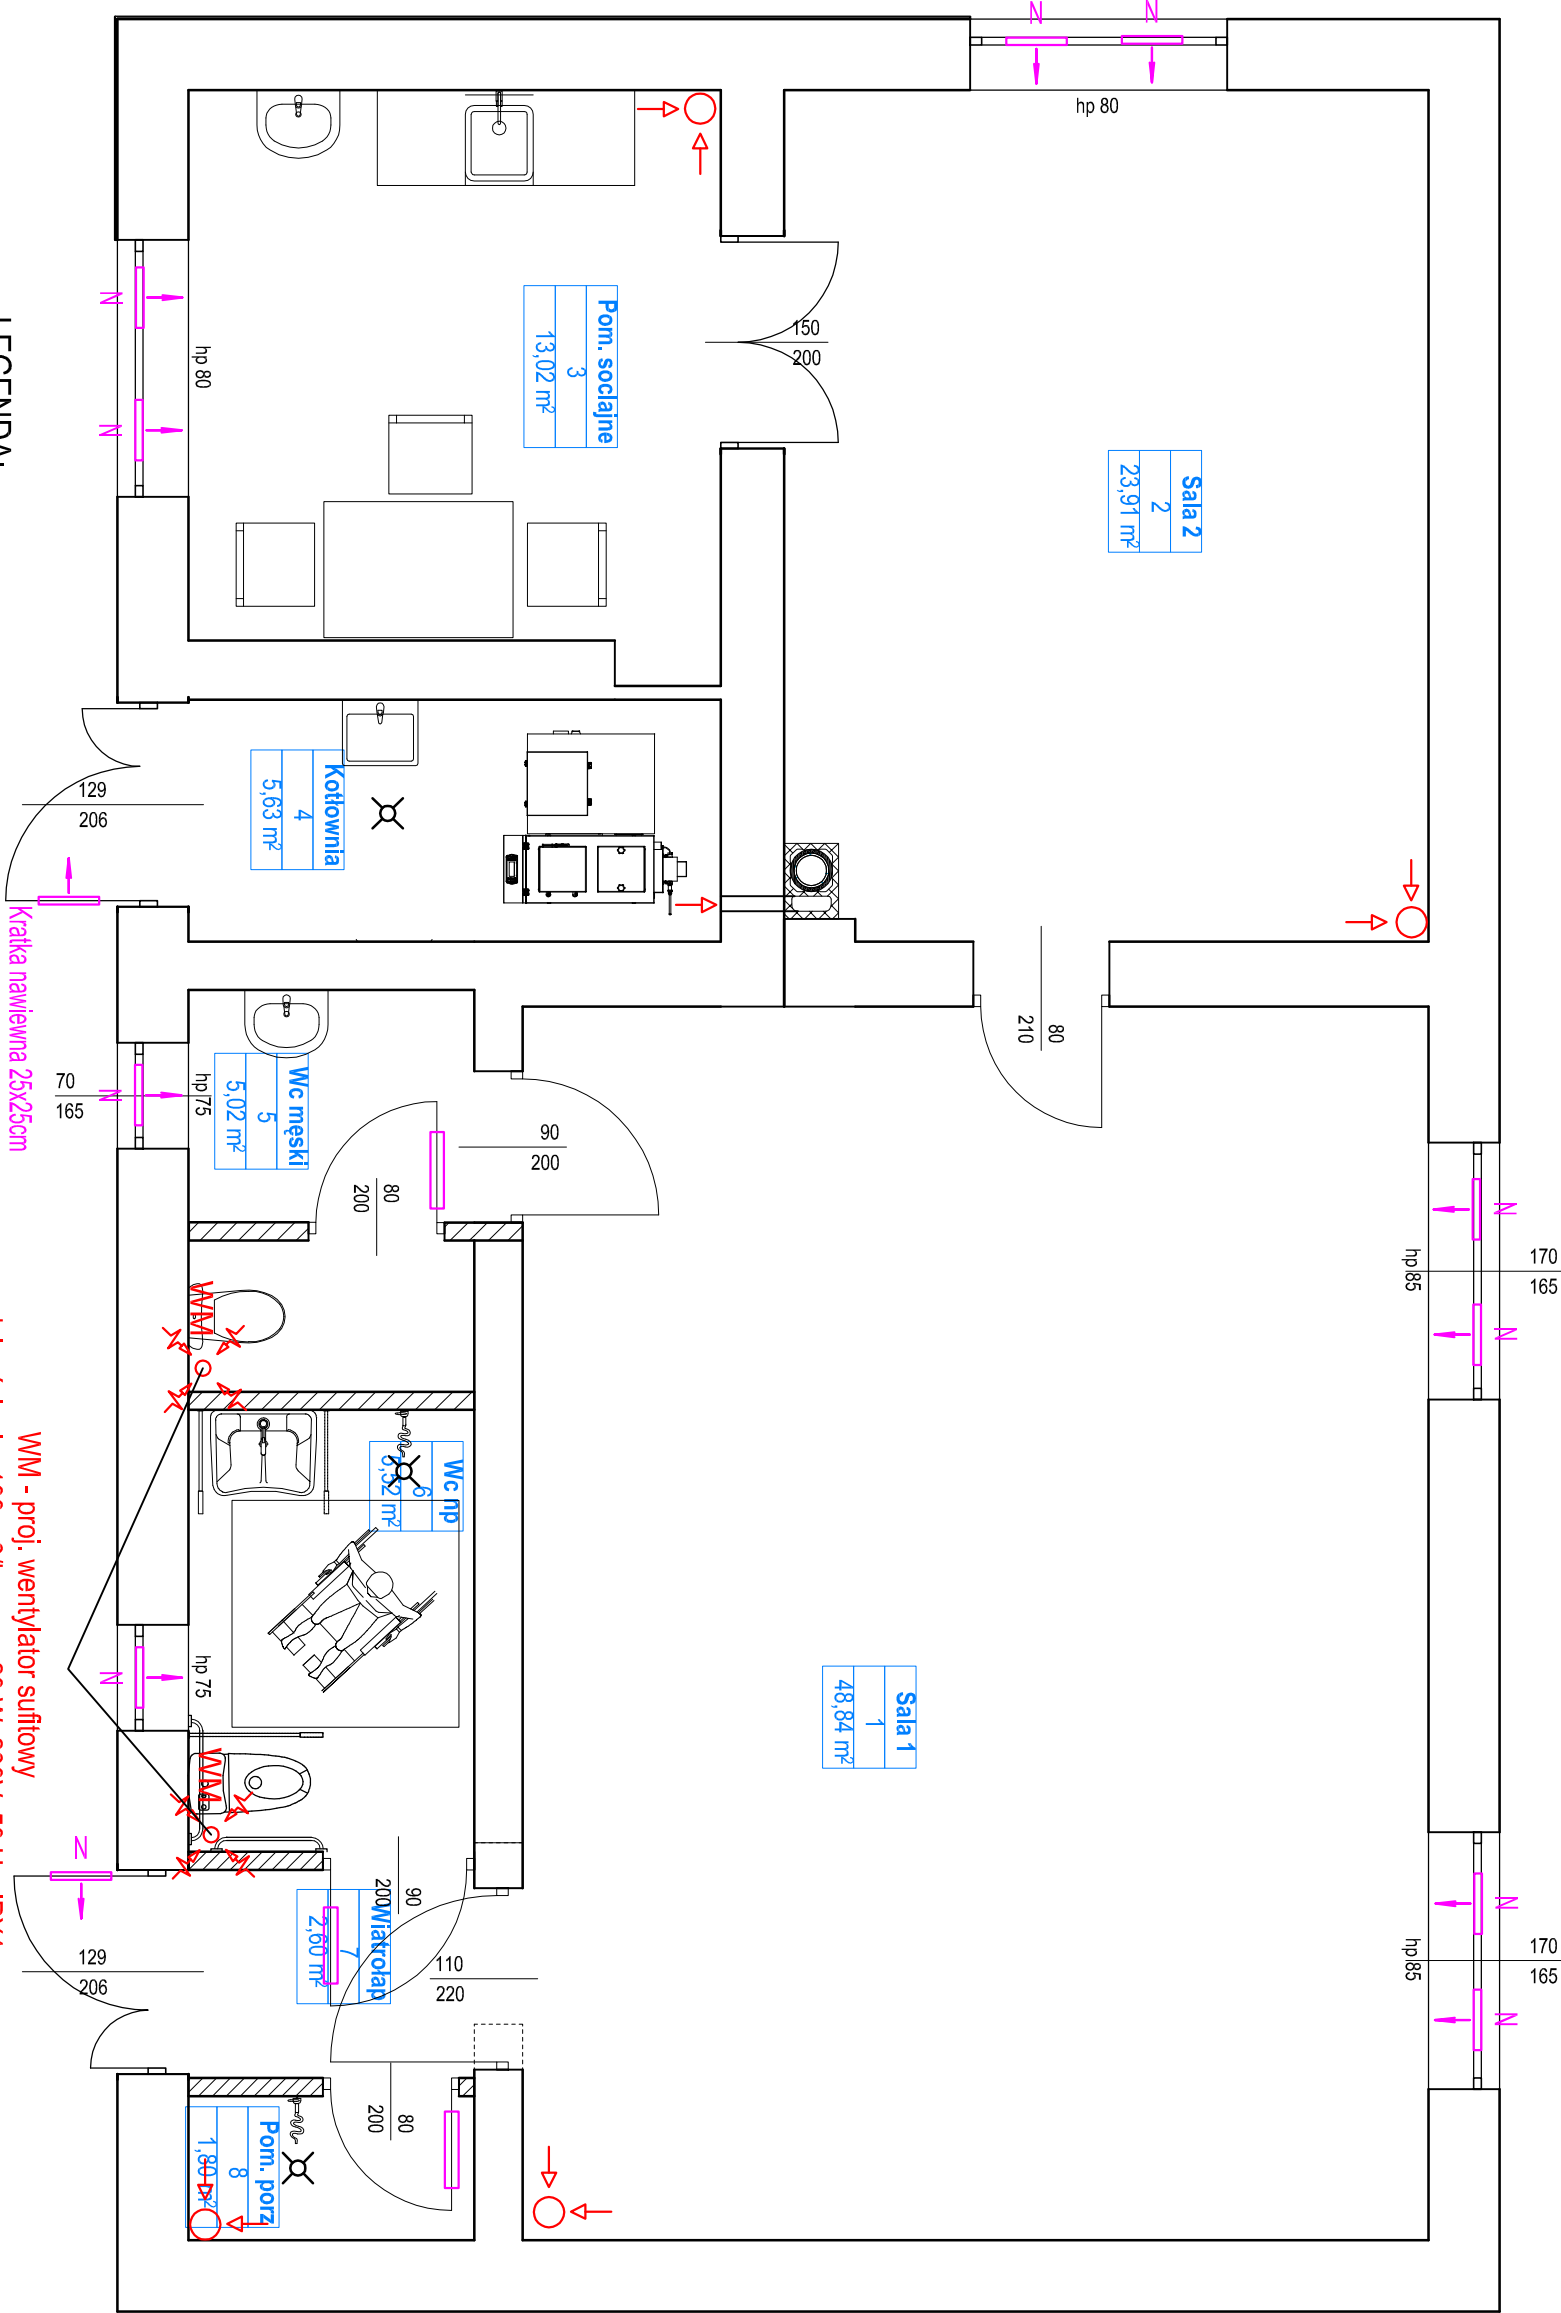 N
N
hp 80
Pom. soclajne
3
13,02 m²
150
200
N
N
hp 80
Sala 2
2
23,91 m²
Kotłownia
4
5,63 m²
129
206
Kratka nawiewna 25x25cm
80
210
Wc męski
5
5,02 m²
70
165
N
hp 75
90
200
80
200
N
N
170
165
hp 85
WM
Wc np
6
m²
N
hp 75
WM
WM - proj. wentylator sufitowy
Sala 1
1
48,84 m²
N
N
170
165
hp 85
N
129
206
90
200
Wiatrołap
7
2,60 m²
110
220
80
200
Pom. porz
8
1,80 m²